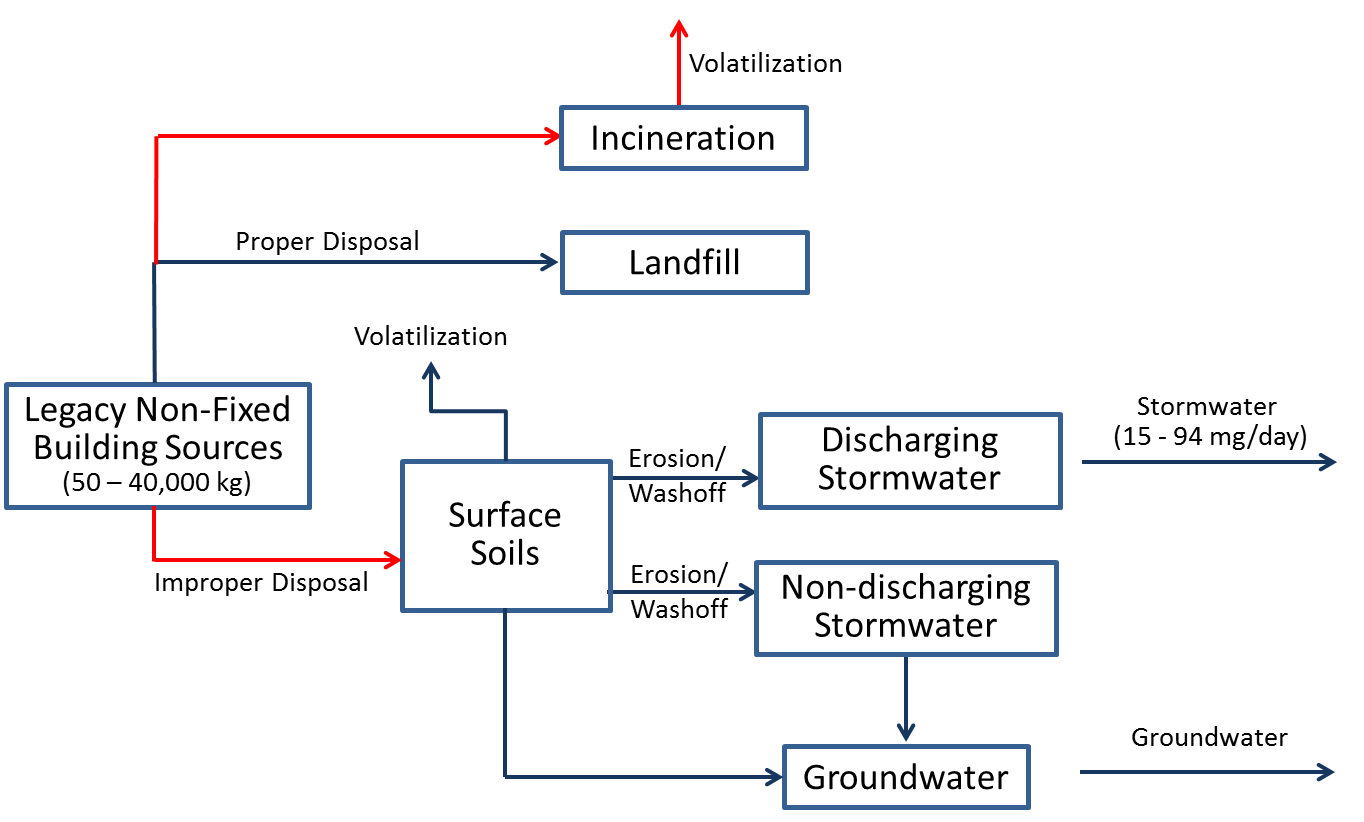 Volatilization
Incineration
Proper Disposal
Landfill
Volatilization
Legacy Non-Fixed
Building Sources
(50 – 40,000 kg)
Improper Disposal
Surface
Soils
Erosion/
Washoff
Discharging
Stormwater
Stormwater
(15 - 94 mg/day)
Erosion/
Washoff
Non-discharging
Stormwater
Groundwater
Groundwater